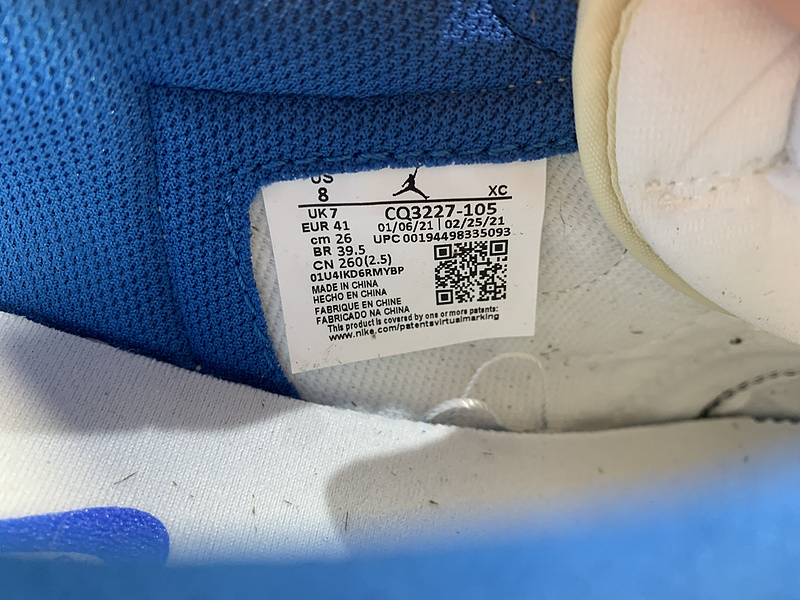 US
8
XC
UK 7
CQ3227-105
EUR 41
01/06/21 | 02/25/21
cm 26
UPC 00194498335093
BR 39.5
CN 260(2.5)
01U4IKD6RMYBP
MADE IN CHINA
HECHO EN CHINA
FABRIQUE EN CHINE
FABRICADO NA CHINA
This product is covered by one or more patents:
www.nike.com/patentsvirtualmarking